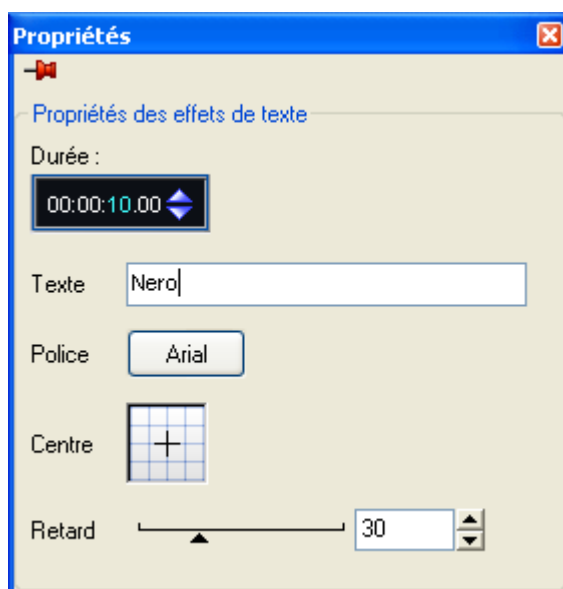 Propriétés
Propriétés des effets de texte
Durée :
00:00:10.00
Texte Nero
Police Arial
Centre
Retard 30